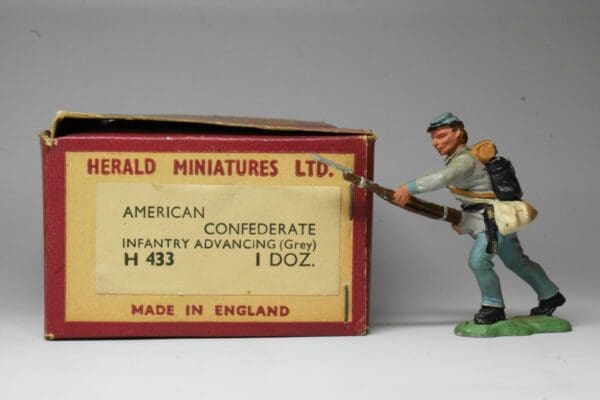 HERALD MINIATURES LTD.
AMERICAN
CONFEDERATE
INFANTRY ADVANCING (Grey)
H 433 1 DOZ.
MADE IN ENGLAND